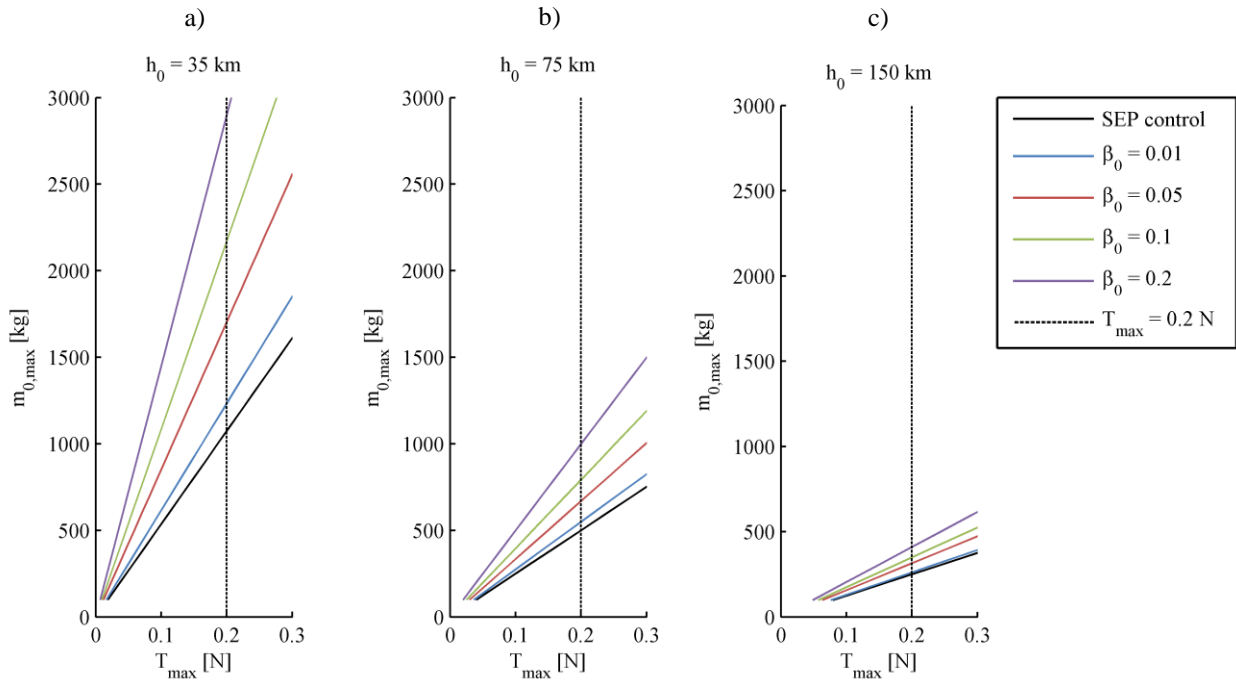 a)
h₀ = 35 km
3000
2500
2000
1500
1000
500
0
m₀,max [kg]
0 0.1 0.2 0.3
Tmax [N]
b)
h₀ = 75 km
3000
2500
2000
1500
1000
500
0
m₀,max [kg]
0 0.1 0.2 0.3
Tmax [N]
c)
h₀ = 150 km
3000
2500
2000
1500
1000
500
0
m₀,max [kg]
0 0.1 0.2 0.3
Tmax [N]
SEP control
β₀ = 0.01
β₀ = 0.05
β₀ = 0.1
β₀ = 0.2
Tmax = 0.2 N